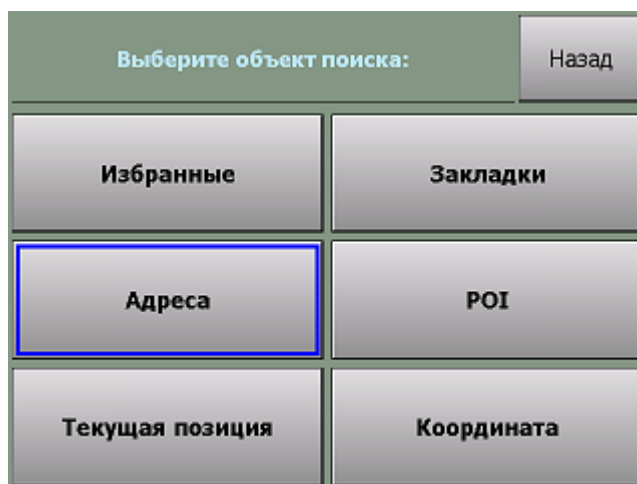 Выберите объект поиска:
Назад
Избранные
Закладки
Адреса
POI
Текущая позиция
Координата